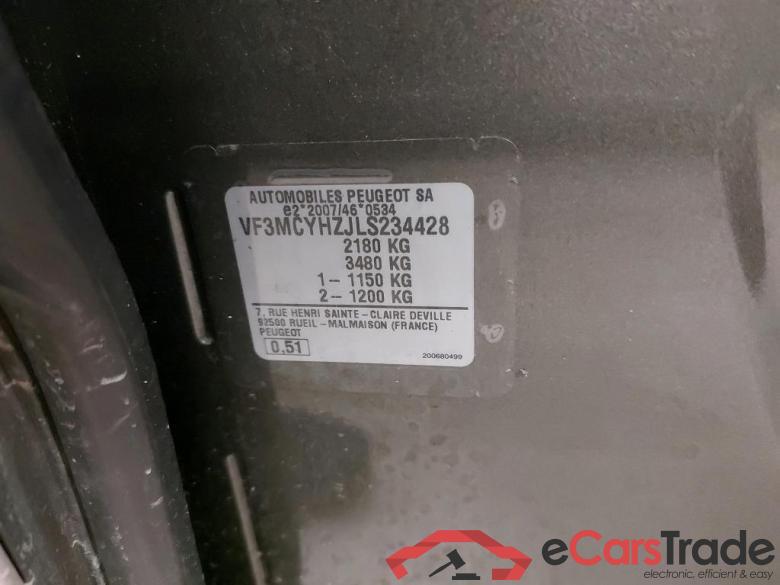 AUTOMOBILES PEUGEOT SA
e2*2007/46*0534
VF3MCYHZJLS234428
2180 KG
3480 KG
1-- 1150 KG
2-- 1200 KG
7, RUE HENRI SAINTE - CLAIRE DEVILLE
92500 RUEIL - MALMAISON (FRANCE)
PEUGEOT
0.51
200680499
eCarsTrade
electronic, efficient & easy